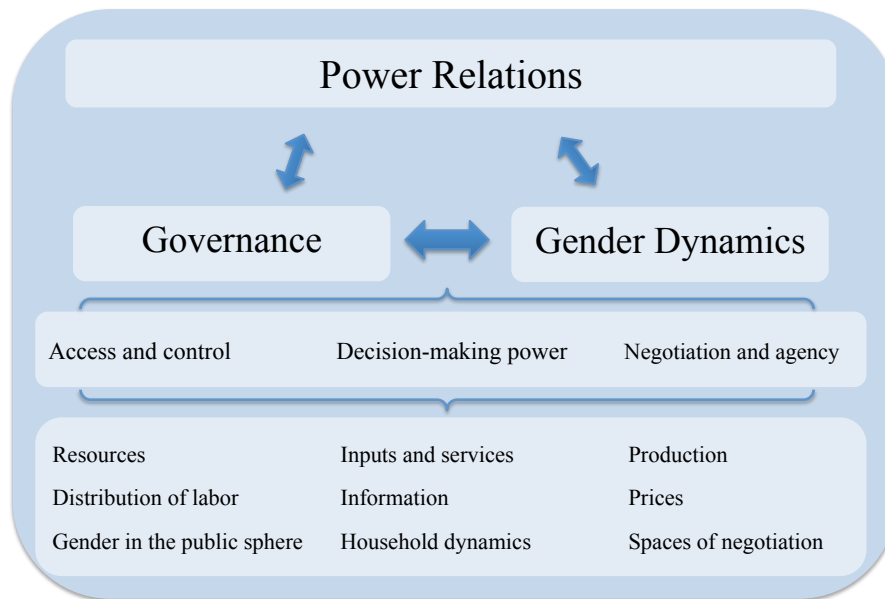 Power Relations
Governance
Gender Dynamics
Access and control
Decision-making power
Negotiation and agency
Resources
Inputs and services
Production
Distribution of labor
Information
Prices
Gender in the public sphere
Household dynamics
Spaces of negotiation